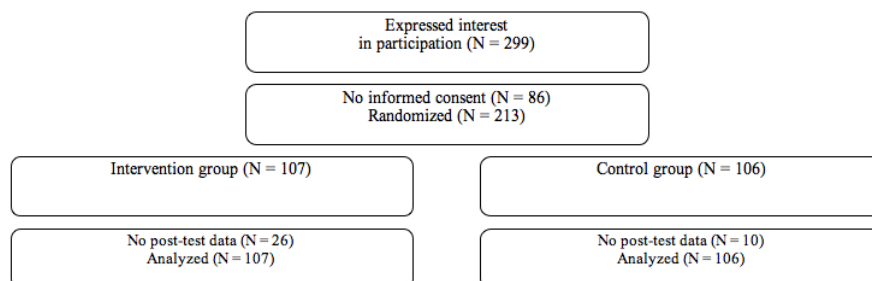 Expressed interest
in participation (N = 299)
No informed consent (N = 86)
Randomized (N = 213)
Intervention group (N = 107)
Control group (N = 106)
No post-test data (N = 26)
Analyzed (N = 107)
No post-test data (N = 10)
Analyzed (N = 106)